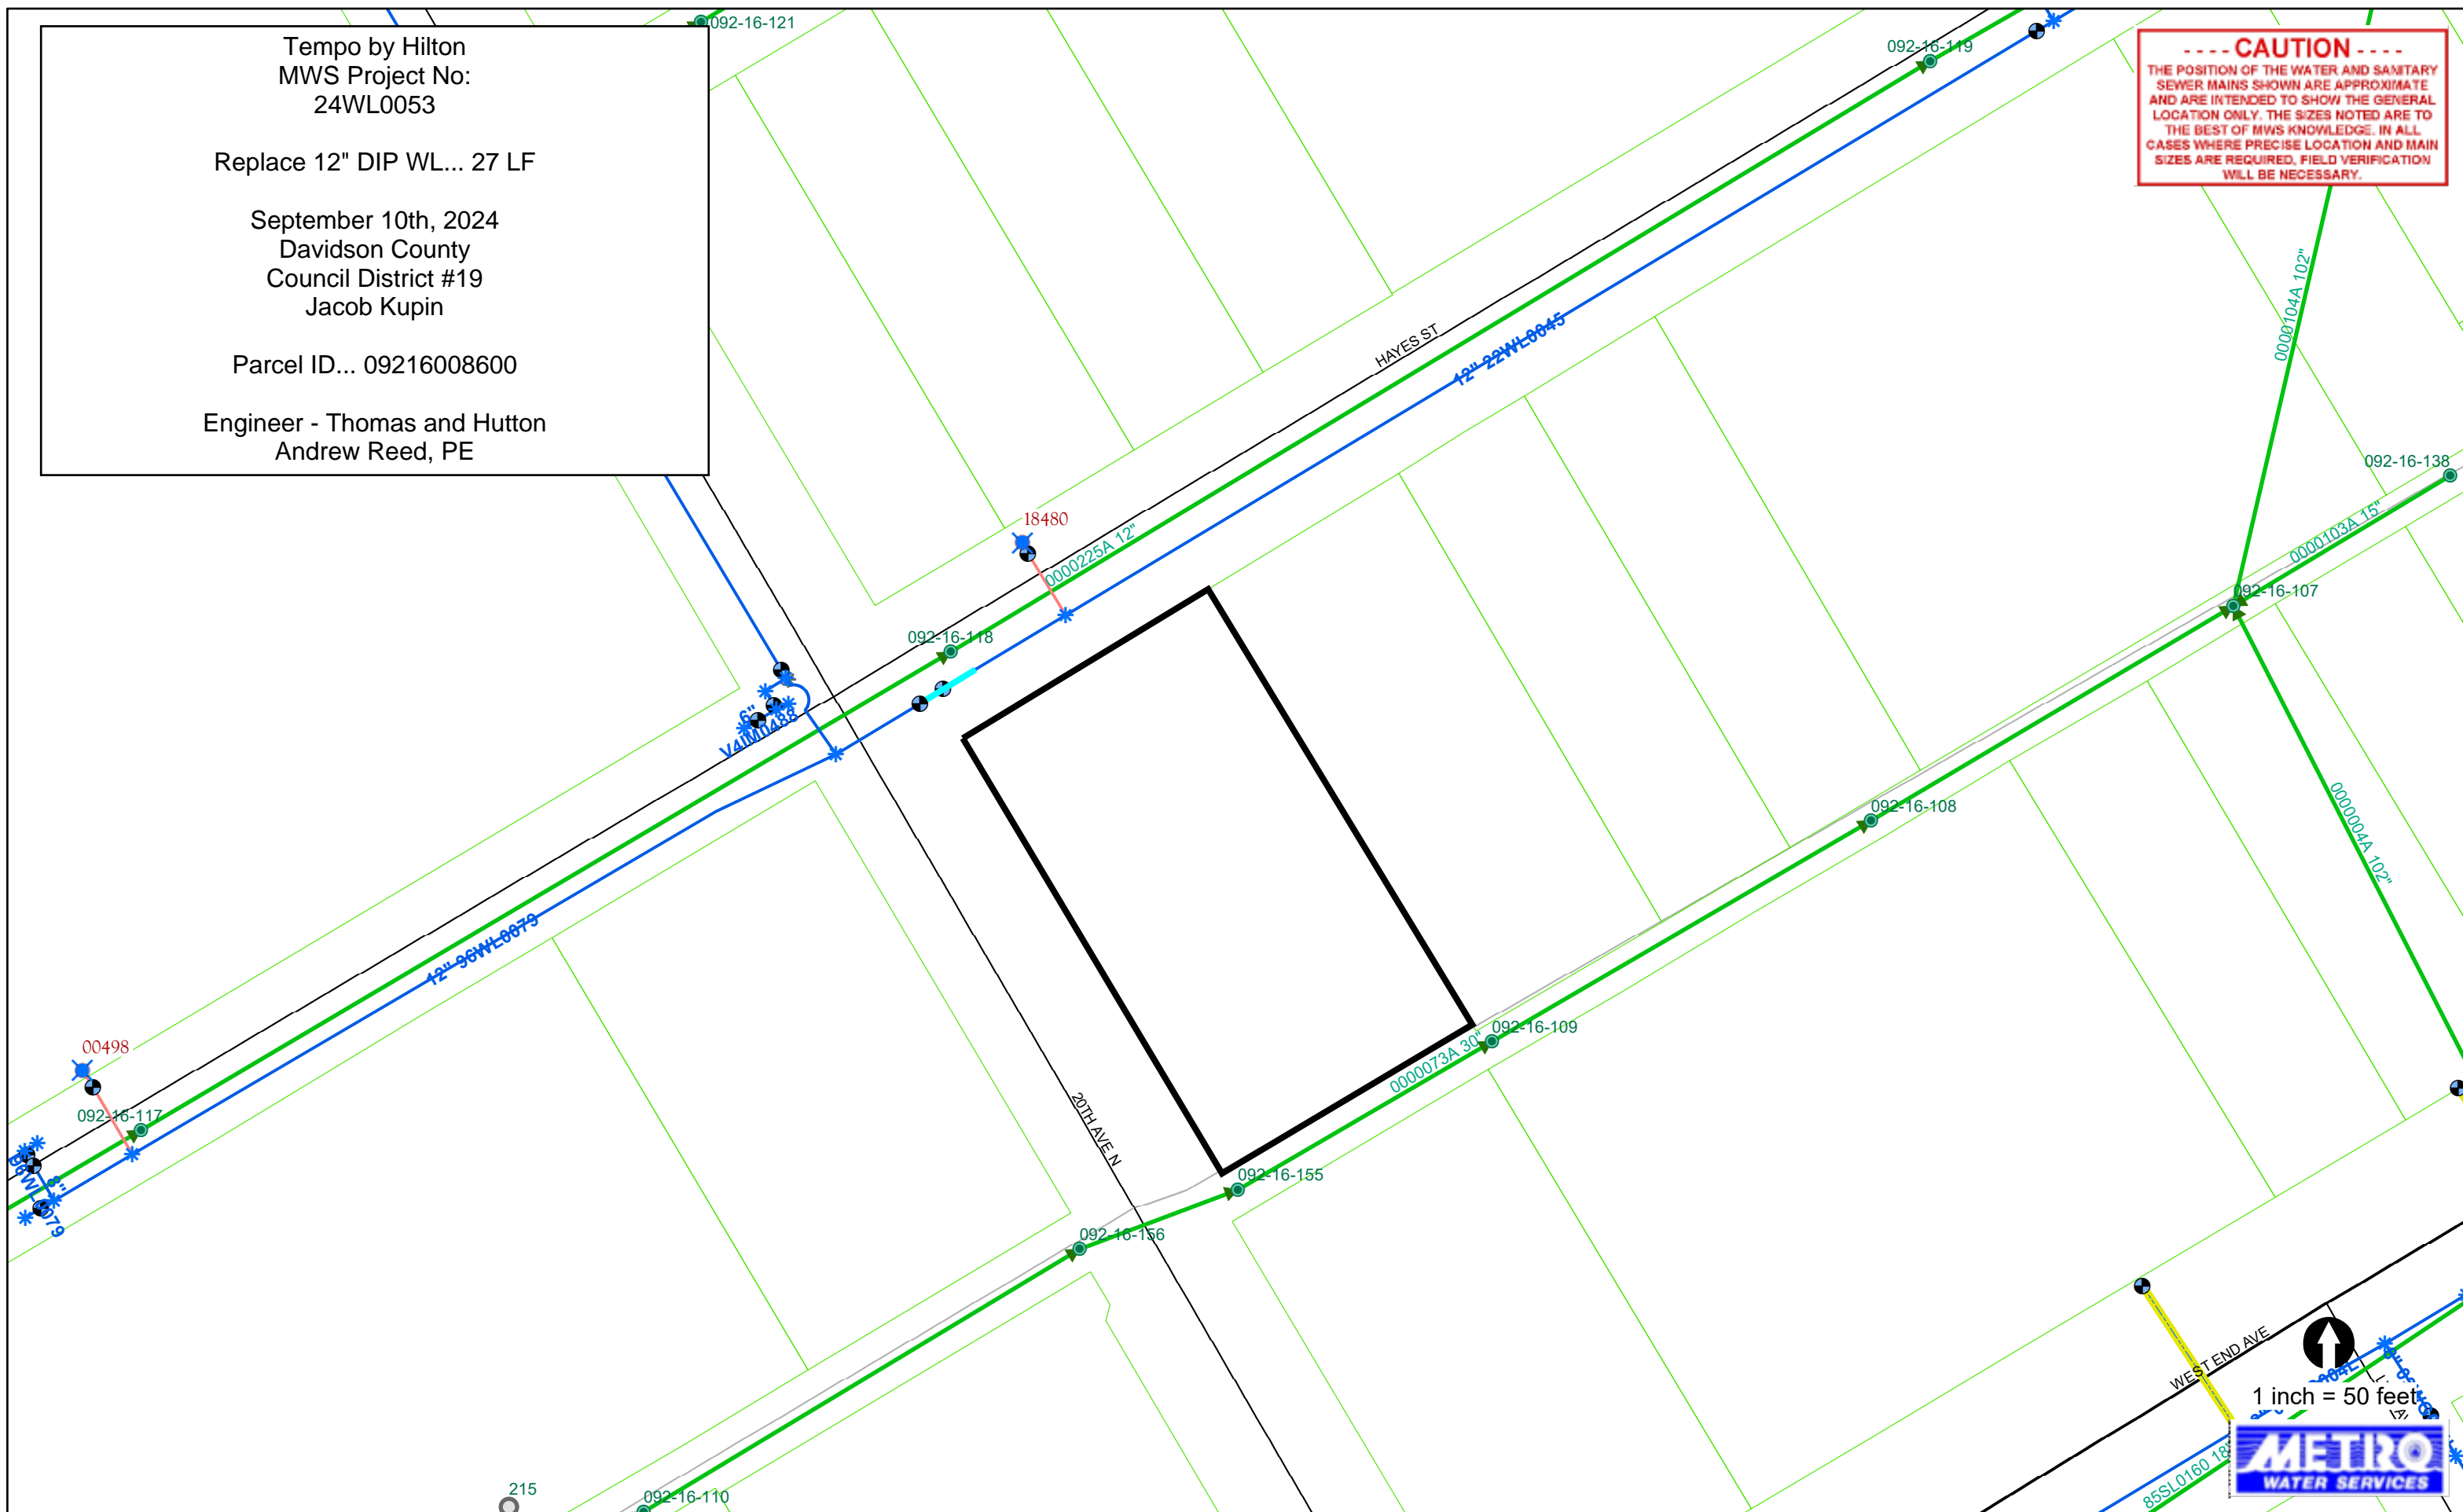 Tempo by Hilton
MWS Project No:
24WL0053
Replace 12" DIP WL... 27 LF
September 10th, 2024
Davidson County
Council District #19
Jacob Kupin
Parcel ID... 09216008600
Engineer - Thomas and Hutton
Andrew Reed, PE
- - - - CAUTION - - - -
THE POSITION OF THE WATER AND SANITARY
SEWER MAINS SHOWN ARE APPROXIMATE
AND ARE INTENDED TO SHOW THE GENERAL
LOCATION ONLY. THE SIZES NOTED ARE TO
THE BEST OF MWS KNOWLEDGE. IN ALL
CASES WHERE PRECISE LOCATION AND MAIN
SIZES ARE REQUIRED, FIELD VERIFICATION
WILL BE NECESSARY.
092-16-121
092-16-119
0000104A 102"
HAYES ST
12" 22WL0045
092-16-138
0000103A 15"
18480
0000225A 12"
092-16-107
092-16-118
6"
V4IM0488
092-16-108
0000004A 102"
12" 96WL0079
092-16-109
0000073A 30"
00498
092-16-117
20TH AVE N
092-16-155
092-16-156
WEST END AVE
1 inch = 50 feet
METRO
WATER SERVICES
85SL0160 18"
215
092-16-110